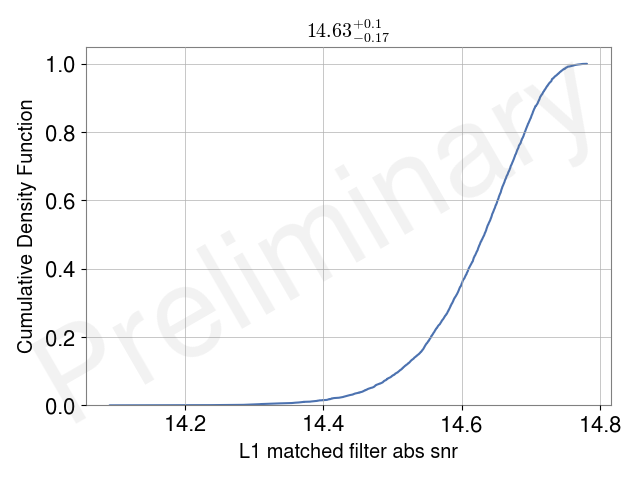 14.63+0.1−0.17
Preliminary
Cumulative Density Function
1.0
0.8
0.6
0.4
0.2
0.0
14.2 14.4 14.6 14.8
L1 matched filter abs snr